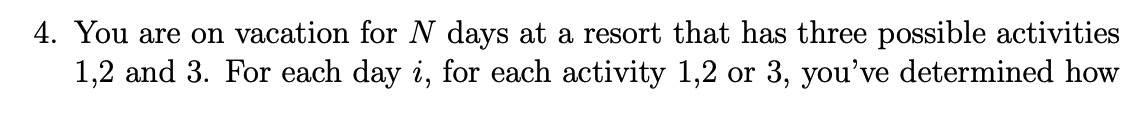 4. You are on vacation for N days at a resort that has three possible activities
1,2 and 3. For each day i, for each activity 1,2 or 3, you've determined how